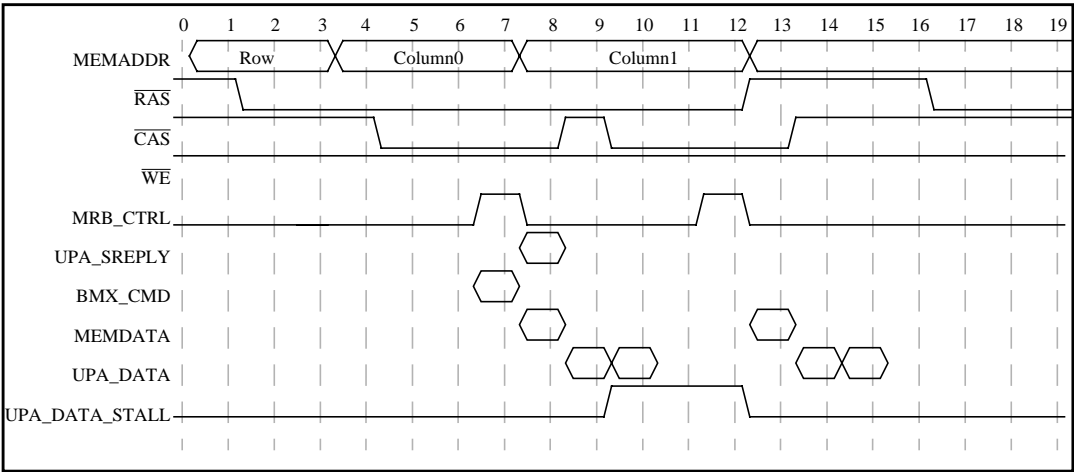 0 1 2 3 4 5 6 7 8 9 10 11 12 13 14 15 16 17 18 19
MEMADDR Row Column0 Column1
RAS
CAS
WE
MRB_CTRL
UPA_SREPLY
BMX_CMD
MEMDATA
UPA_DATA
UPA_DATA_STALL